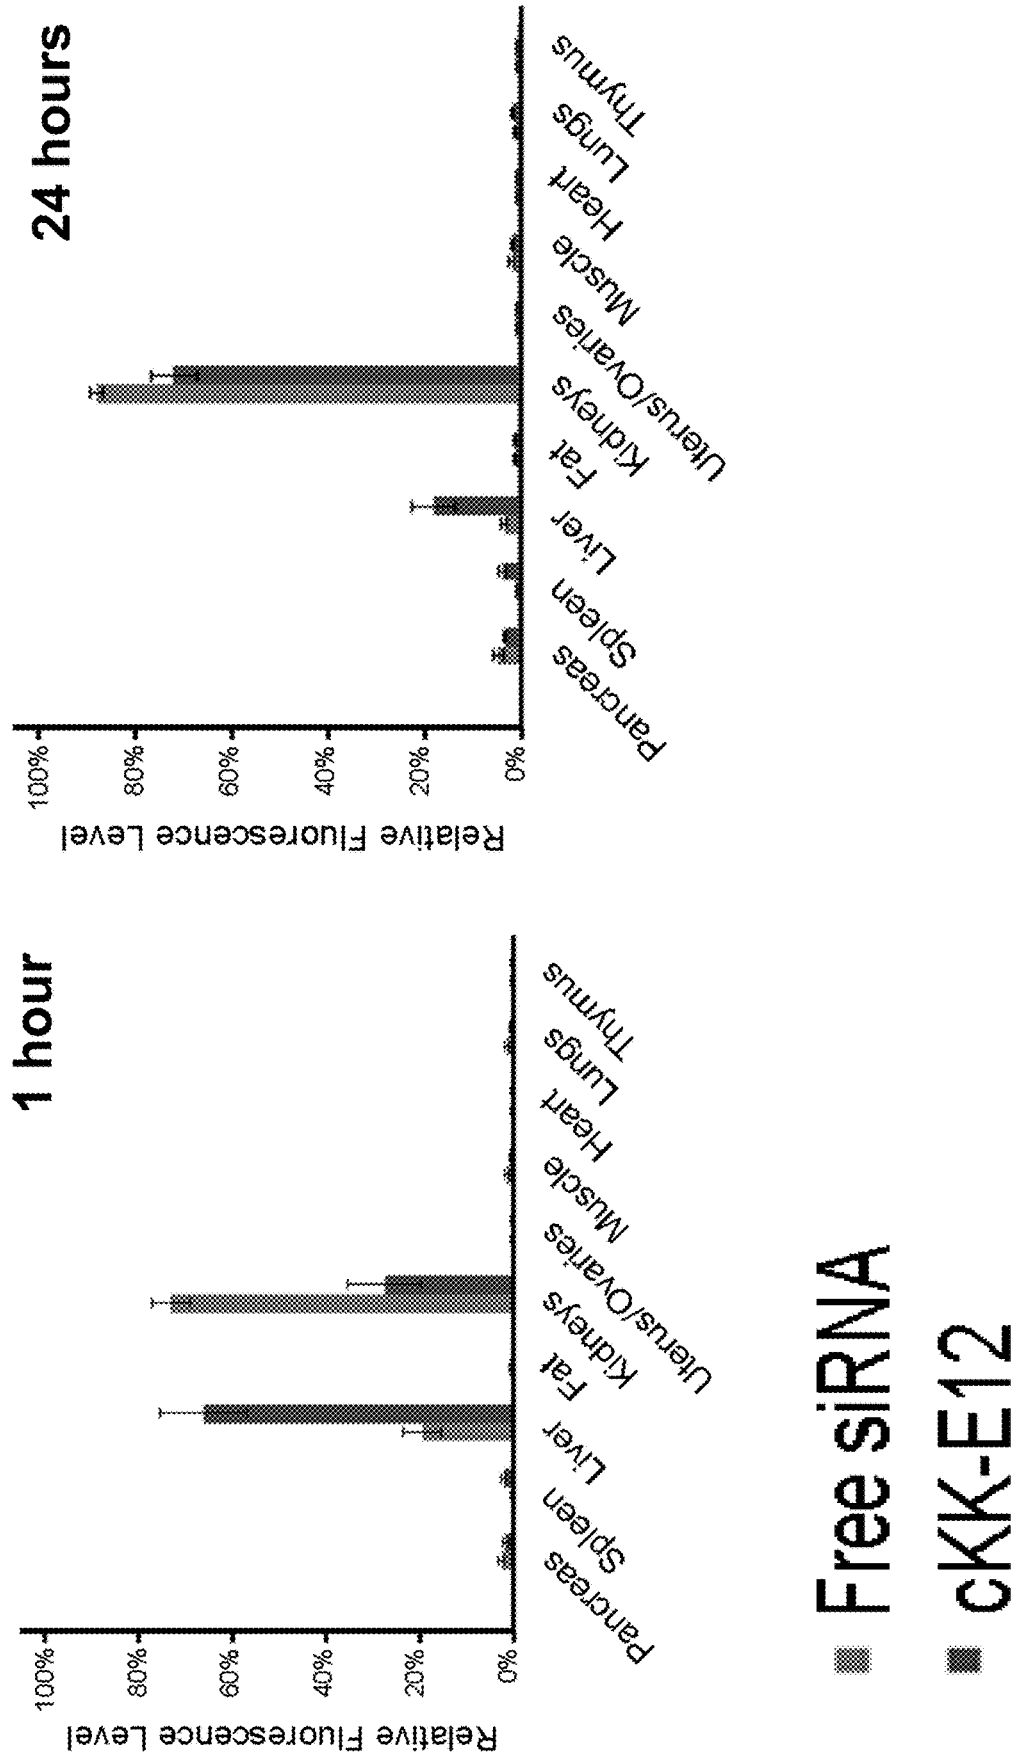 1 hour
Relative Fluorescence Level
100%
80%
60%
40%
20%
0%
Pancreas
Spleen
Liver
Fat
Kidneys
Uterus/Ovaries
Muscle
Heart
Lungs
Thymus
24 hours
Relative Fluorescence Level
100%
80%
60%
40%
20%
0%
Pancreas
Spleen
Liver
Fat
Kidneys
Uterus/Ovaries
Muscle
Heart
Lungs
Thymus
Free siRNA
cKK-E12